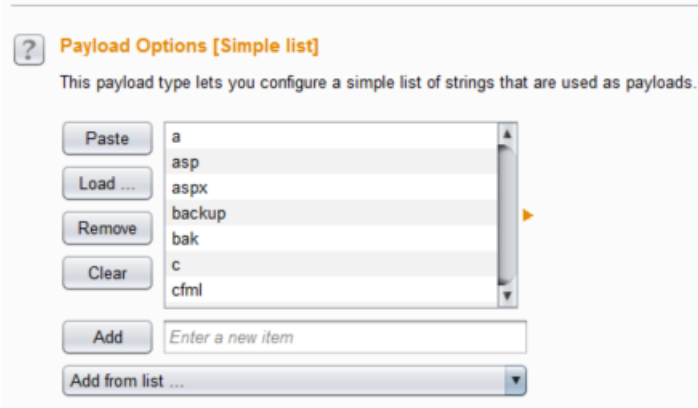 ?
Payload Options [Simple list]
This payload type lets you configure a simple list of strings that are used as payloads.
Paste
a
asp
Load ...
aspx
backup
Remove
bak
Clear
c
cfml
Add
Enter a new item
Add from list ...